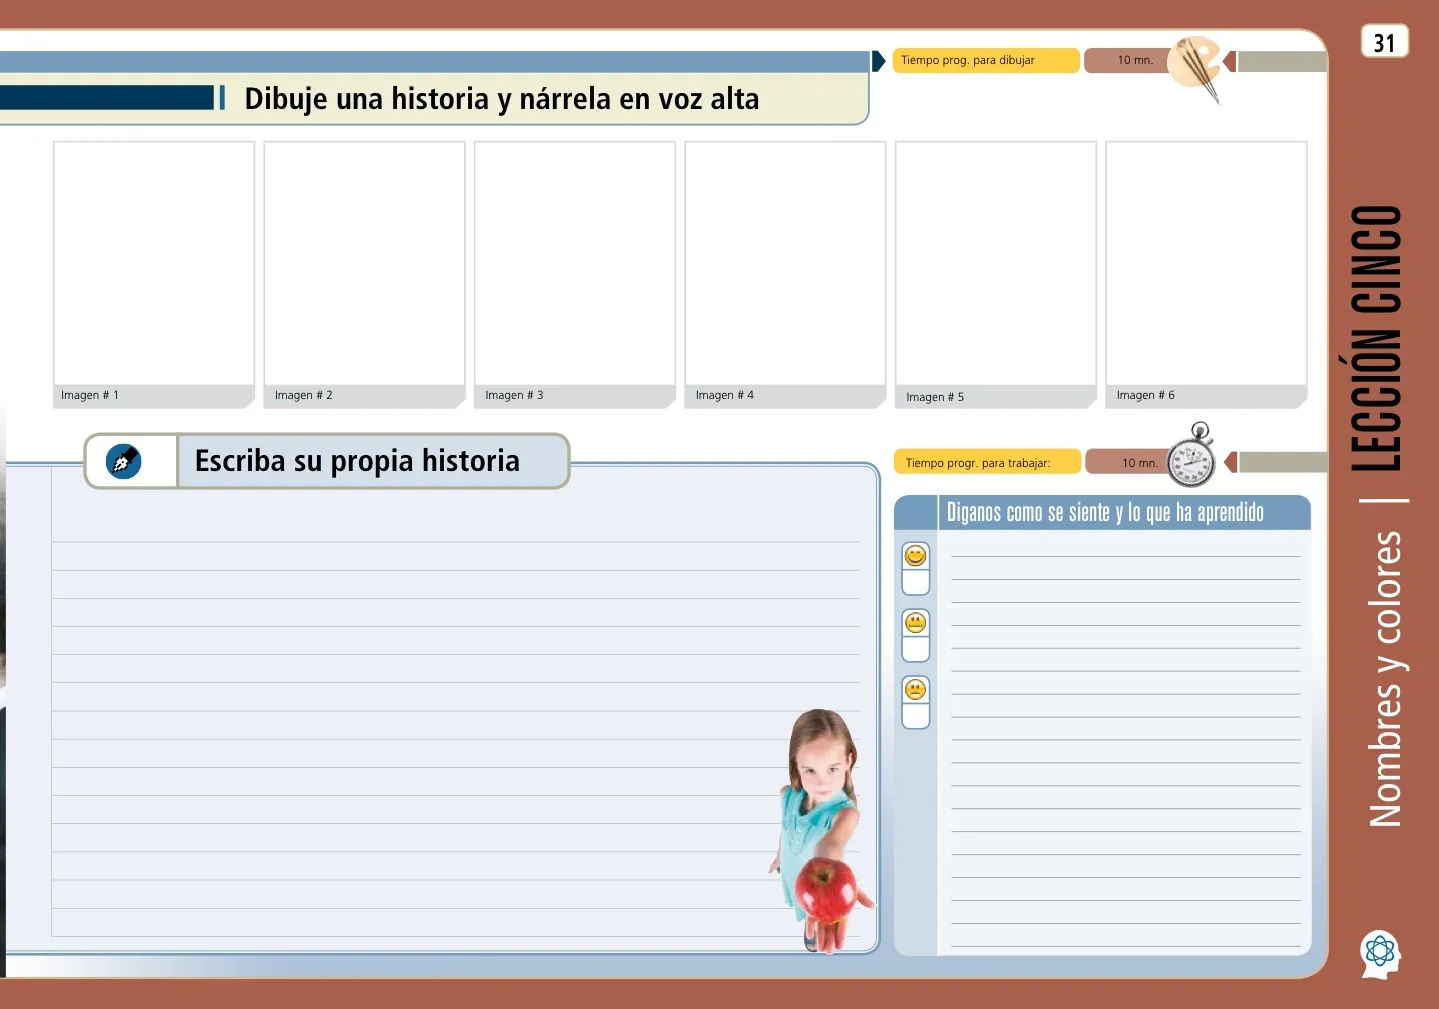 Tiempo prog. para dibujar
10 mn.
31
Dibuje una historia y nárrela en voz alta
Imagen # 1
Imagen # 2
Imagen # 3
Imagen # 4
Imagen # 5
Imagen # 6
Escriba su propia historia
Tiempo progr. para trabajar:
10 mn.
Diganos como se siente y lo que ha aprendido
Nombres y colores | LECCIÓN CINCO